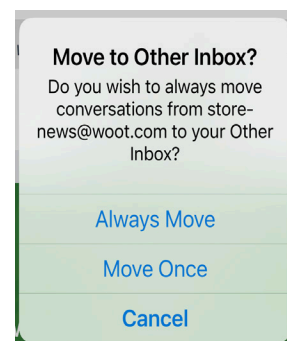 Move to Other Inbox?
Do you wish to always move
conversations from store-
news@woot.com to your Other
Inbox?
Always Move
Move Once
Cancel